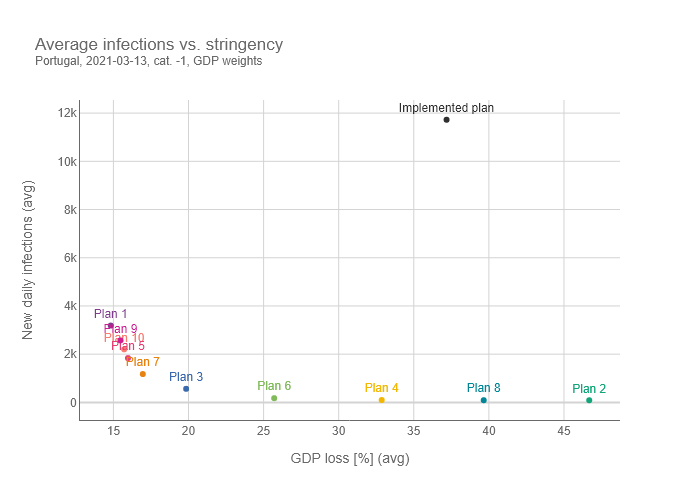 Average infections vs. stringency
Portugal, 2021-03-13, cat. -1, GDP weights
Implemented plan
12k
10k
8k
6k
4k
2k
0
New daily infections (avg)
Plan 1
Plan 9
Plan 10
Plan 5
Plan 7
Plan 3
Plan 6
Plan 4
Plan 8
Plan 2
15
20
25
30
35
40
45
GDP loss [%] (avg)